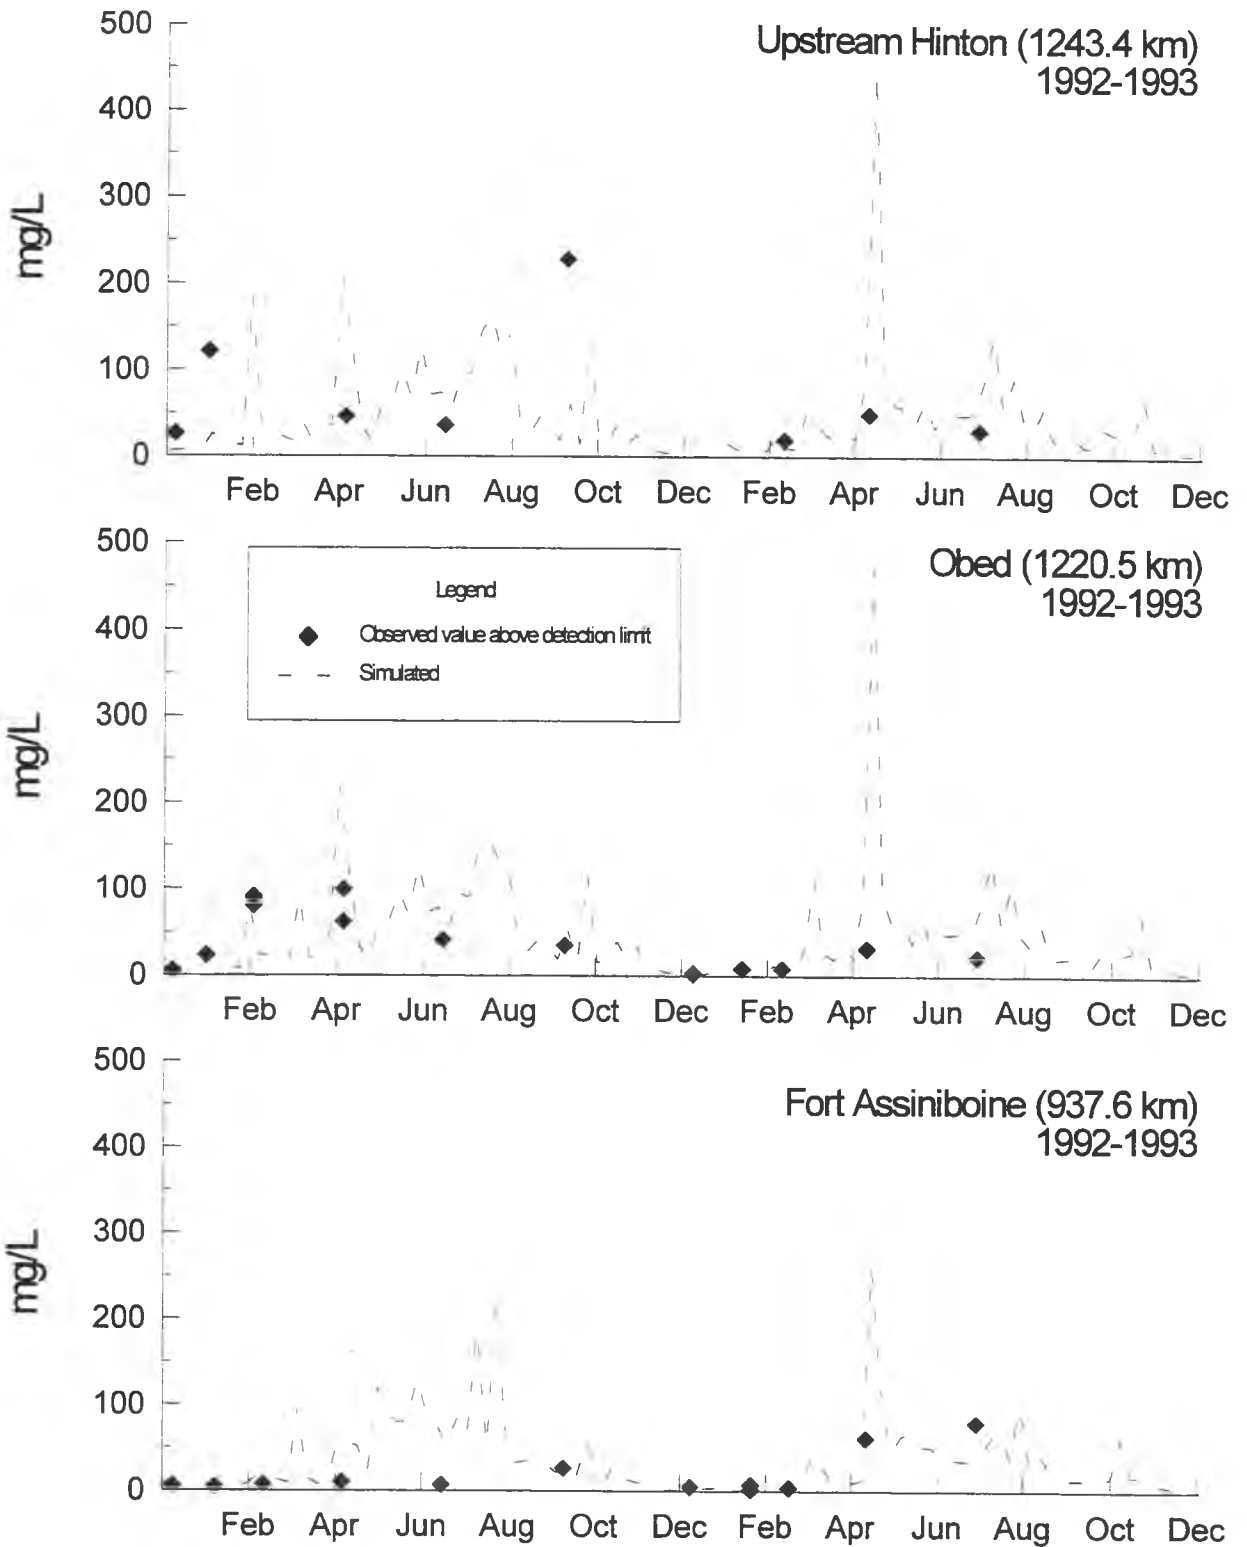 Upstream Hinton (1243.4 km)
1992-1993
mg/L
500
400
300
200
100
0
Feb Apr Jun Aug Oct Dec Feb Apr Jun Aug Oct Dec
Obed (1220.5 km)
1992-1993
mg/L
500
400
300
200
100
0
Legend
Observed value above detection limit
Simulated
Feb Apr Jun Aug Oct Dec Feb Apr Jun Aug Oct Dec
Fort Assiniboine (937.6 km)
1992-1993
mg/L
500
400
300
200
100
0
Feb Apr Jun Aug Oct Dec Feb Apr Jun Aug Oct Dec